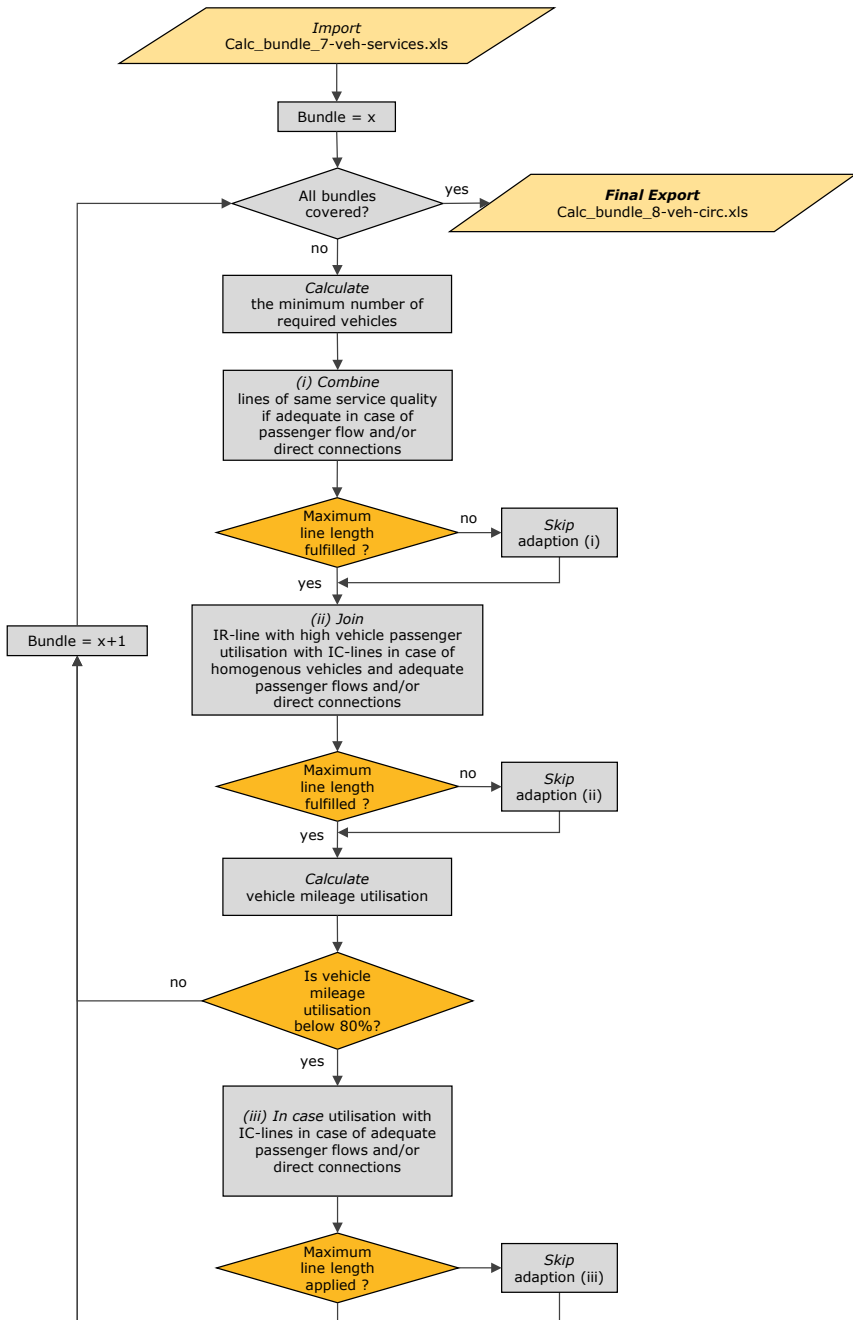 Import
Calc_bundle_7-veh-services.xls
Bundle = x
All bundles
covered?
yes
Final Export
Calc_bundle_8-veh-circ.xls
no
Calculate
the minimum number of
required vehicles
(i) Combine
lines of same service quality
if adequate in case of
passenger flow and/or
direct connections
Maximum
line length
fulfilled ?
no
Skip
adaption (i)
yes
(ii) Join
IR-line with high vehicle passenger
utilisation with IC-lines in case of
homogenous vehicles and adequate
passenger flows and/or
direct connections
Bundle = x+1
Maximum
line length
fulfilled ?
no
Skip
adaption (ii)
yes
Calculate
vehicle mileage utilisation
no
Is vehicle
mileage
utilisation
below 80%?
yes
(iii) In case utilisation with
IC-lines in case of adequate
passenger flows and/or
direct connections
Maximum
line length
applied ?
Skip
adaption (iii)